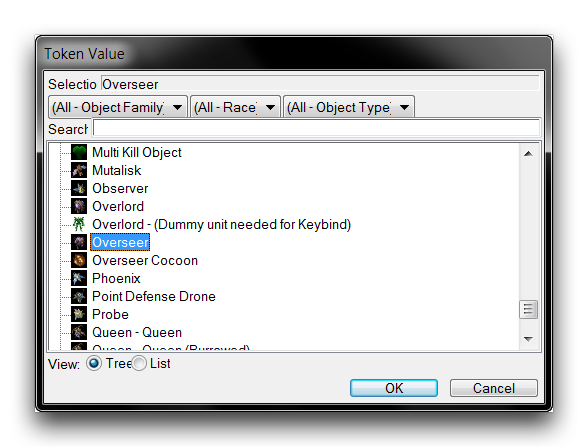 Token Value
Selectio Overseer
(All - Object Family) (All - Race) (All - Object Type)
Search
Multi Kill Object
Mutalisk
Observer
Overlord
Overlord - (Dummy unit needed for Keybind)
Overseer
Overseer Cocoon
Phoenix
Point Defense Drone
Probe
Queen - Queen
Queen - Queen (Burrowed)
View: Tree List
OK Cancel